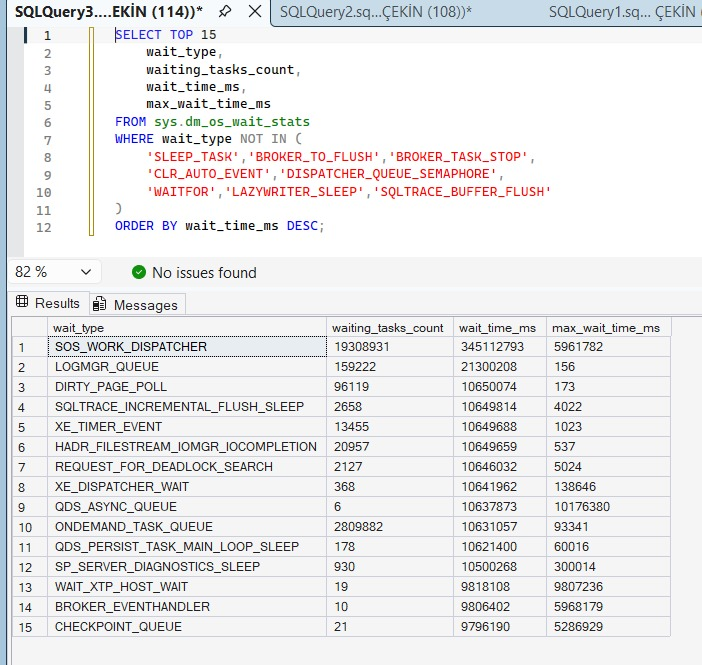 SQLQuery3....EKİN (114))* SQLQuery2.sq...ÇEKİN (108))* SQLQuery1.sq... ÇEKİN
1 SELECT TOP 15
2 wait_type,
3 waiting_tasks_count,
4 wait_time_ms,
5 max_wait_time_ms
6 FROM sys.dm_os_wait_stats
7 WHERE wait_type NOT IN (
8 'SLEEP_TASK','BROKER_TO_FLUSH','BROKER_TASK_STOP',
9 'CLR_AUTO_EVENT','DISPATCHER_QUEUE_SEMAPHORE',
10 'WAITFOR','LAZYWRITER_SLEEP','SQLTRACE_BUFFER_FLUSH'
11 )
12 ORDER BY wait_time_ms DESC;
82 % No issues found
Results Messages
wait_type waiting_tasks_count wait_time_ms max_wait_time_ms
1 SOS_WORK_DISPATCHER 19308931 345112793 5961782
2 LOGMGR_QUEUE 159222 21300208 156
3 DIRTY_PAGE_POLL 96119 10650074 173
4 SQLTRACE_INCREMENTAL_FLUSH_SLEEP 2658 10649814 4022
5 XE_TIMER_EVENT 13455 10649688 1023
6 HADR_FILESTREAM_IOMGR_IOCOMPLETION 20957 10649659 537
7 REQUEST_FOR_DEADLOCK_SEARCH 2127 10646032 5024
8 XE_DISPATCHER_WAIT 368 10641962 138646
9 QDS_ASYNC_QUEUE 6 10637873 10176380
10 ONDEMAND_TASK_QUEUE 2809882 10631057 93341
11 QDS_PERSIST_TASK_MAIN_LOOP_SLEEP 178 10621400 60016
12 SP_SERVER_DIAGNOSTICS_SLEEP 930 10500268 300014
13 WAIT_XTP_HOST_WAIT 19 9818108 9807236
14 BROKER_EVENTHANDLER 10 9806402 5968179
15 CHECKPOINT_QUEUE 21 9796190 5286929